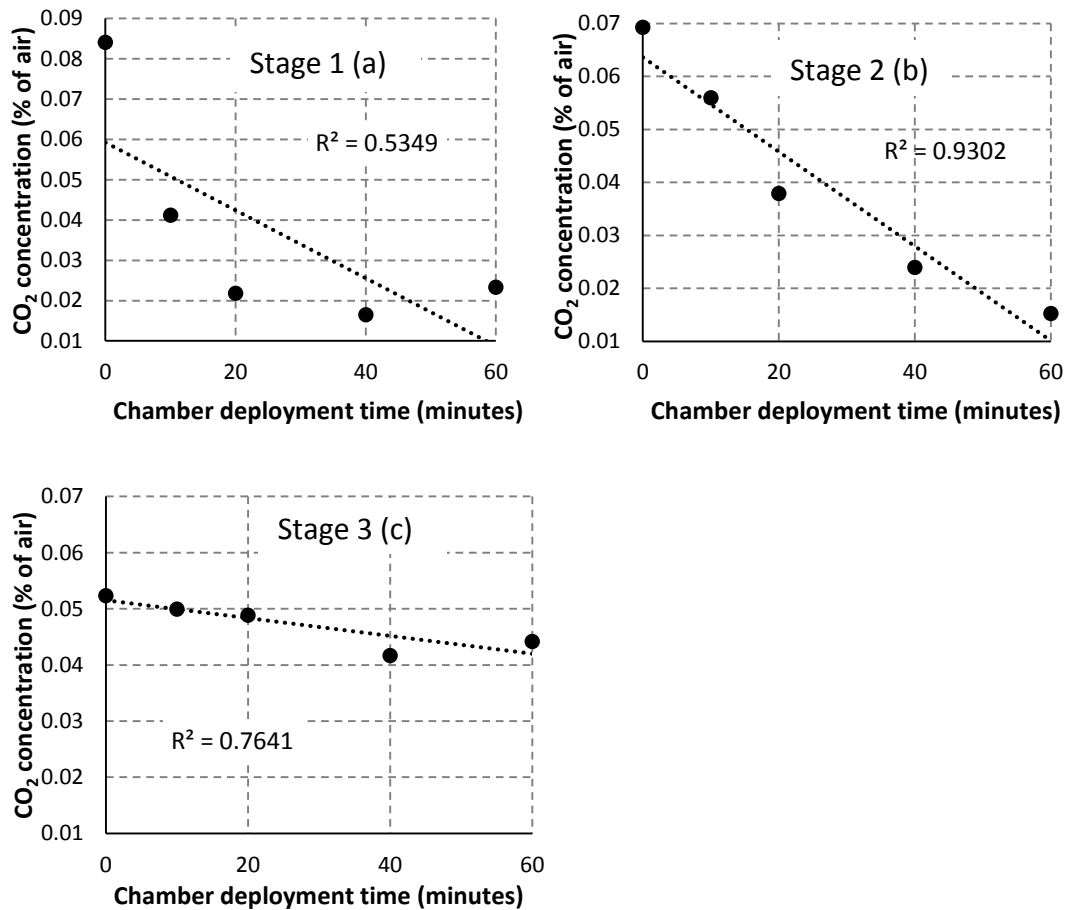 CO₂ concentration (% of air)
0.09
0.08
0.07
0.06
0.05
0.04
0.03
0.02
0.01
Stage 1 (a)
R² = 0.5349
0 20 40 60
Chamber deployment time (minutes)
CO₂ concentration (% of air)
0.07
0.06
0.05
0.04
0.03
0.02
0.01
Stage 2 (b)
R² = 0.9302
0 20 40 60
Chamber deployment time (minutes)
CO₂ concentration (% of air)
0.07
0.06
0.05
0.04
0.03
0.02
0.01
Stage 3 (c)
R² = 0.7641
0 20 40 60
Chamber deployment time (minutes)